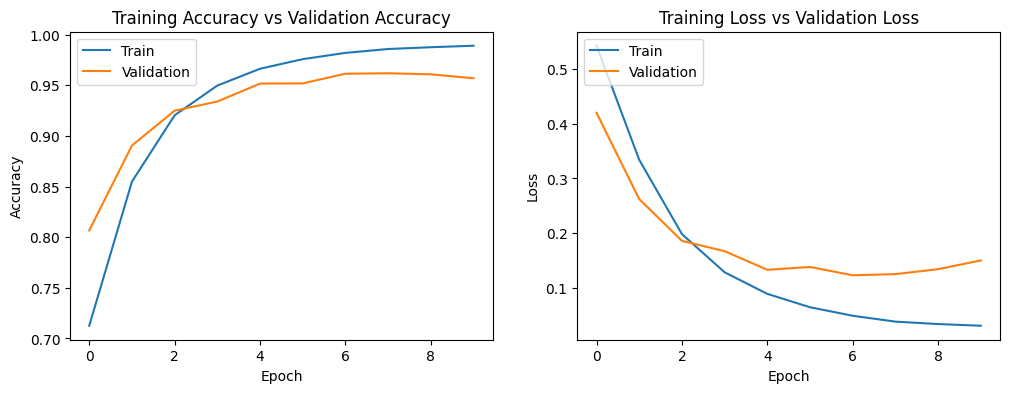 Training Accuracy vs Validation Accuracy
Training Loss vs Validation Loss
Train
Validation
Train
Validation
1.00
0.95
0.90
0.85
0.80
0.75
0.70
Accuracy
0 2 4 6 8
Epoch
0.5
0.4
0.3
0.2
0.1
Loss
0 2 4 6 8
Epoch